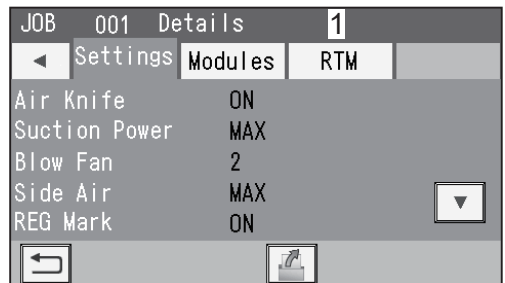 JOB 001 Details 1
◄ Settings Modules RTM
Air Knife ON
Suction Power MAX
Blow Fan 2
Side Air MAX
REG Mark ON